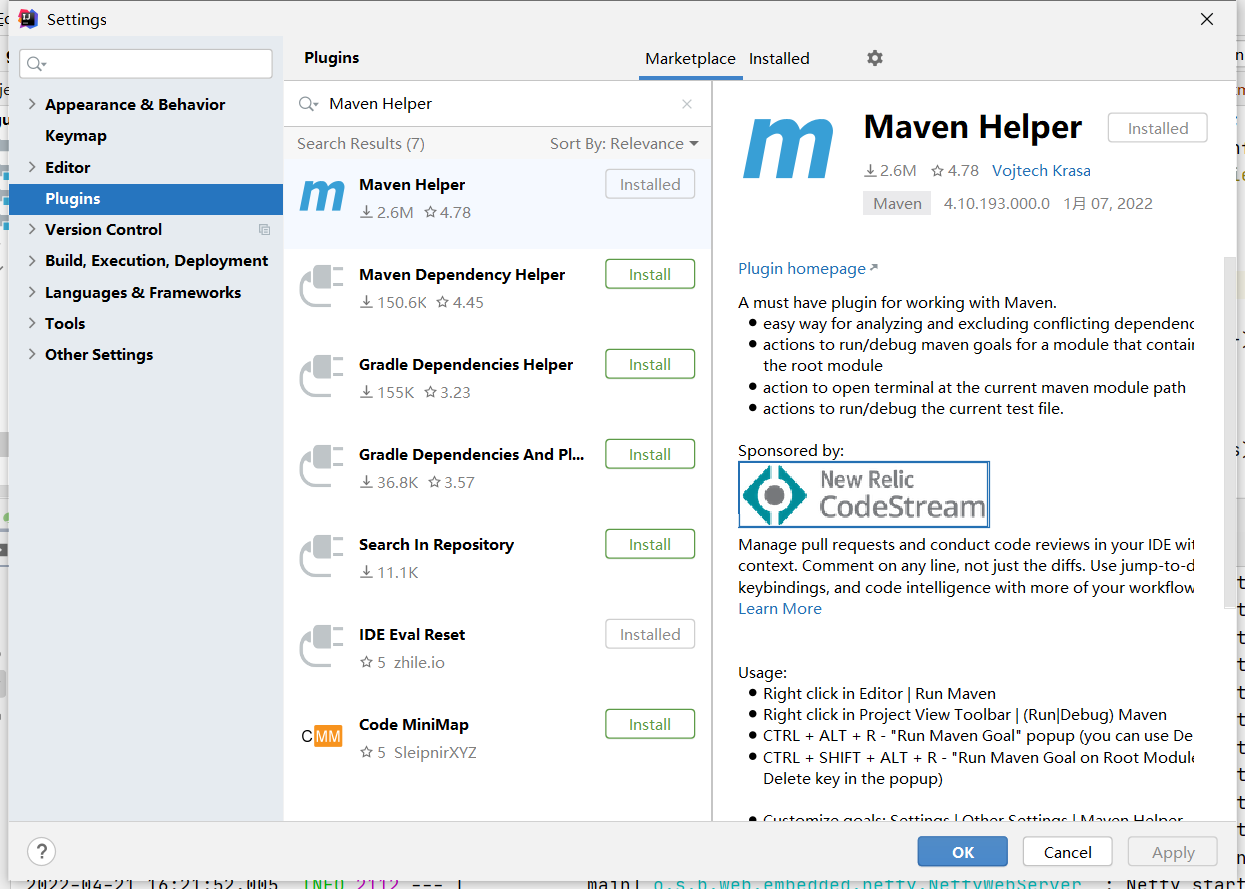 Settings
Plugins
Marketplace
Installed
Appearance & Behavior
Keymap
Editor
Plugins
Version Control
Build, Execution, Deployment
Languages & Frameworks
Tools
Other Settings
Maven Helper
Search Results (7)
Sort By: Relevance
Maven Helper
Installed
2.6M 4.78
Maven Dependency Helper
Install
150.6K 4.45
Gradle Dependencies Helper
Install
155K 3.23
Gradle Dependencies And Pl...
Install
36.8K 3.57
Search In Repository
Install
11.1K
IDE Eval Reset
Installed
5 zhile.io
CMM
Code MiniMap
Install
5 SleipnirXYZ
m
Maven Helper
Installed
2.6M 4.78 Vojtech Krasa
Maven 4.10.193.000.0 1月 07, 2022
Plugin homepage
A must have plugin for working with Maven.
easy way for analyzing and excluding conflicting dependenc
actions to run/debug maven goals for a module that contain
the root module
action to open terminal at the current maven module path
actions to run/debug the current test file.
Sponsored by:
New Relic
CodeStream
Manage pull requests and conduct code reviews in your IDE wit
context. Comment on any line, not just the diffs. Use jump-to-d
keybindings, and code intelligence with more of your workflow
Learn More
Usage:
Right click in Editor | Run Maven
Right click in Project View Toolbar | (Run|Debug) Maven
CTRL + ALT + R - "Run Maven Goal" popup (you can use De
CTRL + SHIFT + ALT + R - "Run Maven Goal on Root Module
Delete key in the popup)
Customize goals: Settings | Other Settings | Maven Helper
?
OK
Cancel
Apply
2022-04-21 16:21:52.005 INFO 2112 --- [ main] o.s.b.web.embedded.netty.NettyWebServer : Netty start